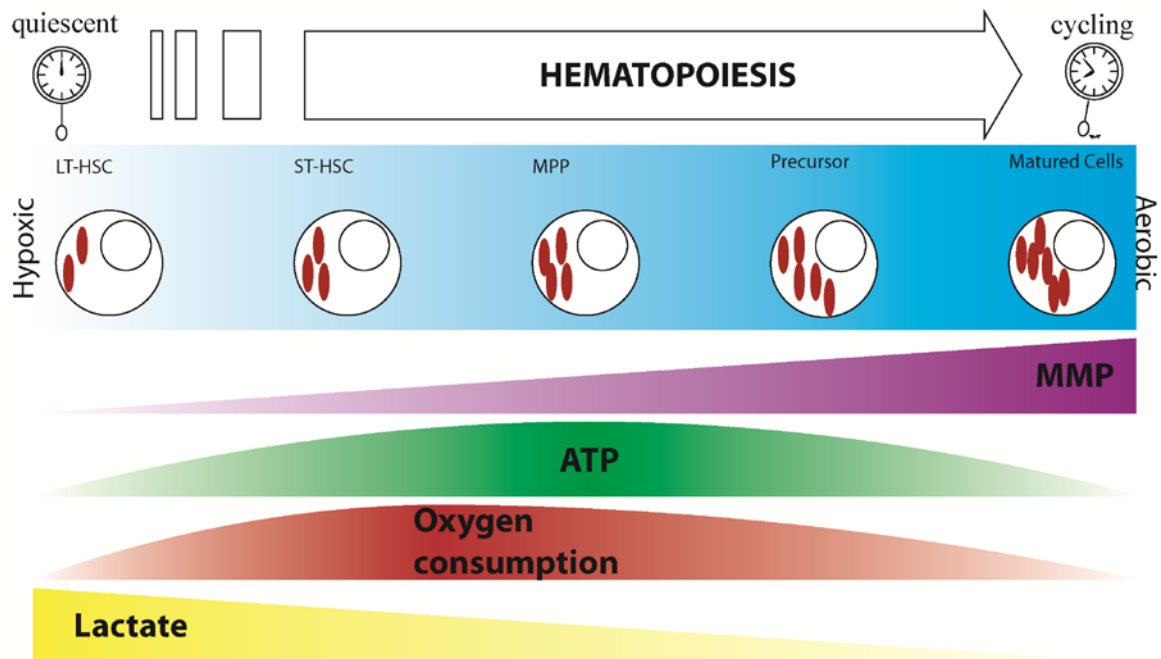 quiescent
cycling
HEMATOPOIESIS
LT-HSC
ST-HSC
MPP
Precursor
Matured Cells
Hypoxic
Aerobic
MMP
ATP
Oxygen
consumption
Lactate